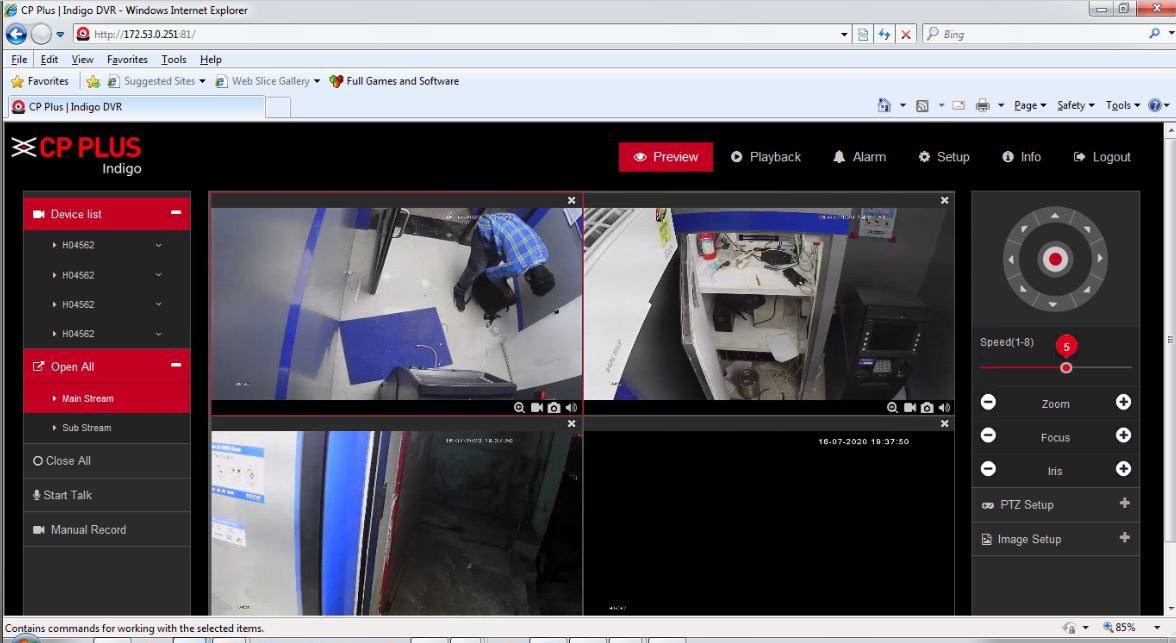 CP Plus | Indigo DVR - Windows Internet Explorer
http://172.53.0.251:81/
Bing
File Edit View Favorites Tools Help
Favorites Suggested Sites Web Slice Gallery Full Games and Software
CP Plus | Indigo DVR
Page Safety Tools
CP PLUS
Indigo
Preview Playback Alarm Setup Info Logout
Device list
H04562
H04562
H04562
H04562
Open All
Main Stream
Sub Stream
Close All
Start Talk
Manual Record
16-07-2020 19:37:50
Speed(1-8)
5
Zoom
Focus
Iris
PTZ Setup
Image Setup
Contains commands for working with the selected items.
85%